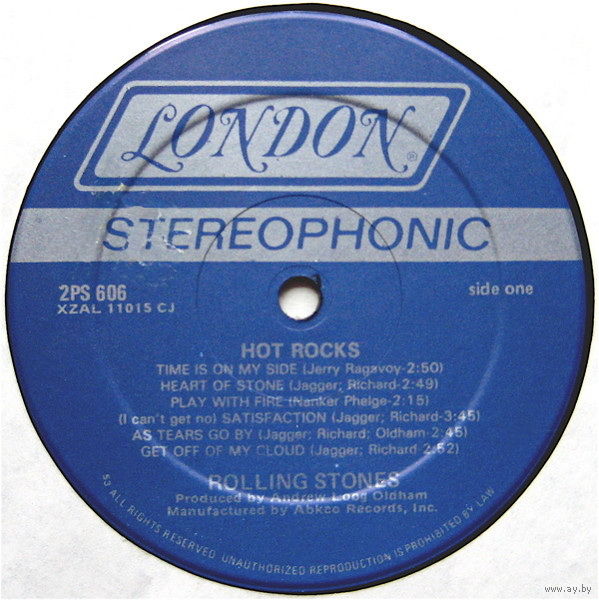 LONDON®
STEREOPHONIC
2PS 606
XZAL 11015 CJ
side one
HOT ROCKS
TIME IS ON MY SIDE (Jerry Ragavoy-2:50)
HEART OF STONE (Jagger; Richard-2:49)
PLAY WITH FIRE (Nanker Phelge-2:15)
(I can't get no) SATISFACTION (Jagger; Richard-3:45)
AS TEARS GO BY (Jagger; Richard; Oldham-2:45)
GET OFF OF MY CLOUD (Jagger; Richard 2:52)
ROLLING STONES
Produced by Andrew Loog Oldham
Manufactured by Abkco Records, Inc.
53 ALL RIGHTS RESERVED UNAUTHORIZED REPRODUCTION IS PROHIBITED BY LAW
www.ay.by